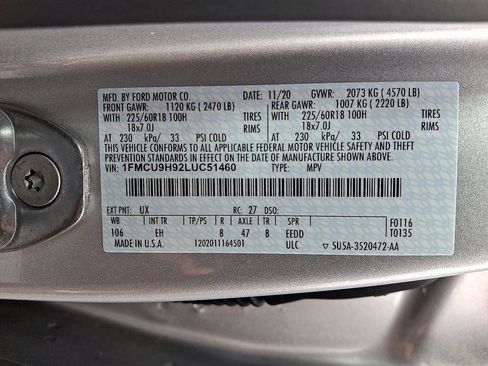 MFD. BY FORD MOTOR CO. DATE: 11/20 GVWR: 2073 KG ( 4570 LB)
FRONT GAWR: 1120 KG ( 2470 LB) REAR GAWR: 1007 KG ( 2220 LB)
WITH 225/60R18 100H TIRES WITH 225/60R18 100H TIRES
18x7.0J RIMS 18x7.0J RIMS
AT 230 kPa/ 33 PSI COLD AT 230 kPa/ 33 PSI COLD
THIS VEHICLE CONFORMS TO ALL APPLICABLE FEDERAL MOTOR VEHICLE SAFETY AND
THEFT PREVENTION STANDARDS IN EFFECT ON THE DATE OF MANUFACTURE SHOWN ABOVE.
VIN: 1FMCU9H92LUC51460 TYPE: MPV
EXT PNT: UX RC: 27 DSO:
WB INT TR TP/PS R AXLE TR SPR F0116
106 EH 8 47 8 EEDD T0135
MADE IN U.S.A. 1202011164501 ULC ▽ SU5A-3520472-AA